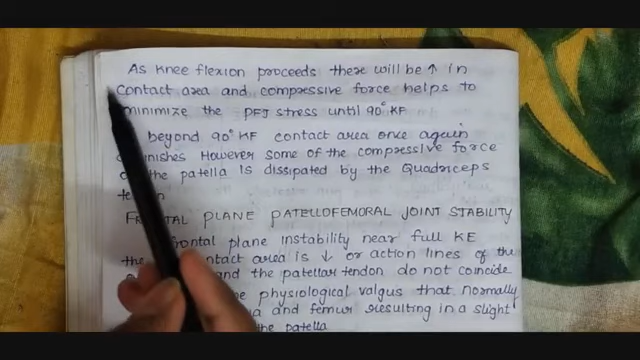 As Knee flexion proceeds there will be ↑ in
Contact area and compressive force helps to
minimize the PFJ stress until 90° KF
beyond 90° KF contact area once again
diminishes However some of the compressive force
the patella is dissipated by the Quadriceps
FRONTAL PLANE PATELLOFEMORAL JOINT STABILITY
frontal plane instability near full KE
the contact area is ↓ or action lines of the
and the patellar tendon do not coincide
physiological valgus that normally
and femur resulting in a slight
the patella